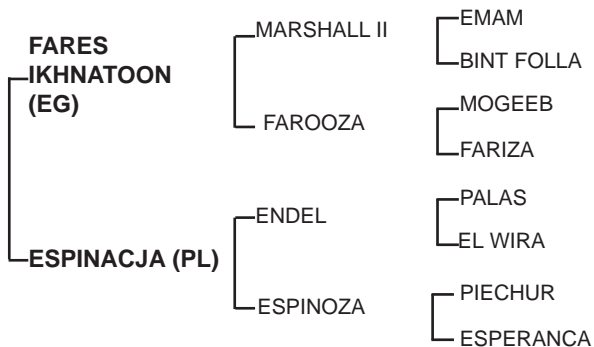 FARES
IKHNATOON
(EG)
MARSHALL II
EMAM
BINT FOLLA
FAROOZA
MOGEEB
FARIZA
ESPINACJA (PL)
ENDEL
PALAS
EL WIRA
ESPINOZA
PIECHUR
ESPERANCA